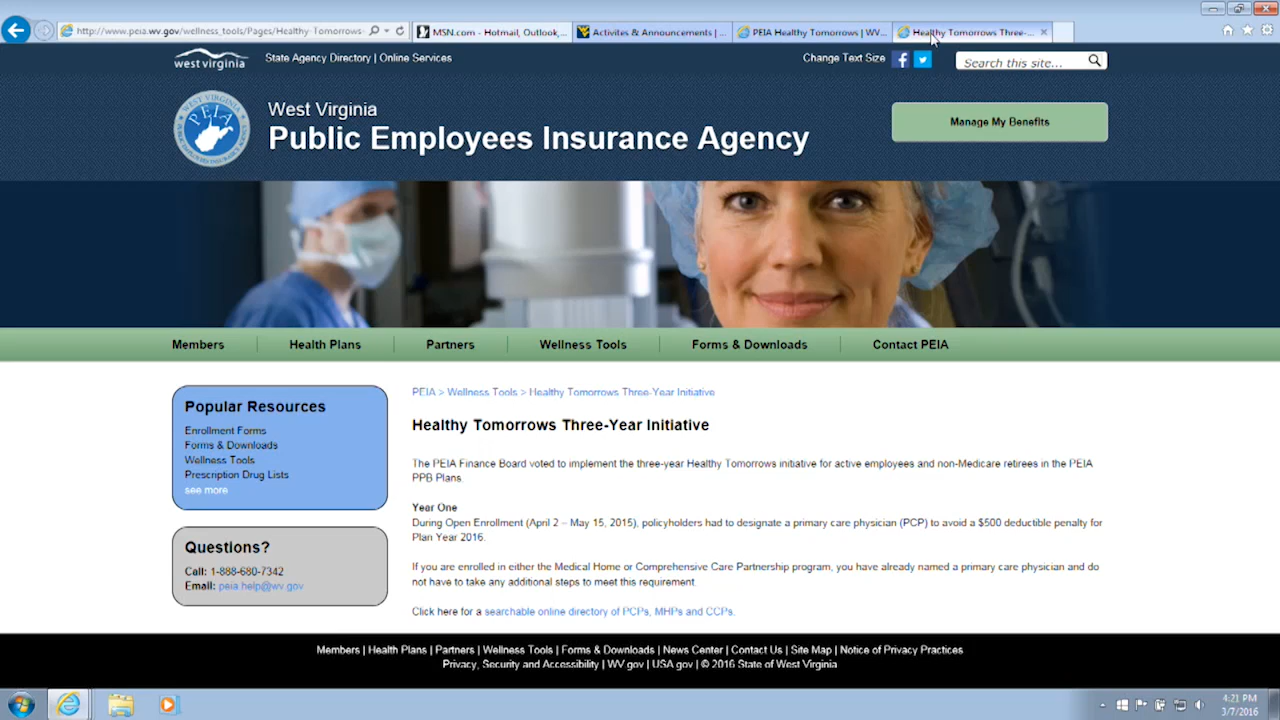 http://www.peia.wv.gov/wellness_tools/Pages/Healthy-Tomorrows-
MSN.com - Hotmail, Outlook,...
Activites & Announcements | ...
PEIA Healthy Tomorrows | WV...
Healthy Tomorrows Three-...
west virginia
State Agency Directory | Online Services
Change Text Size
Search this site...
PEIA
West Virginia
Public Employees Insurance Agency
Manage My Benefits
Members
Health Plans
Partners
Wellness Tools
Forms & Downloads
Contact PEIA
Popular Resources
Enrollment Forms
Forms & Downloads
Wellness Tools
Prescription Drug Lists
see more
Questions?
Call: 1-888-680-7342
Email: peia.help@wv.gov
PEIA > Wellness Tools > Healthy Tomorrows Three-Year Initiative
Healthy Tomorrows Three-Year Initiative
The PEIA Finance Board voted to implement the three-year Healthy Tomorrows initiative for active employees and non-Medicare retirees in the PEIA
PPB Plans.
Year One
During Open Enrollment (April 2 – May 15, 2015), policyholders had to designate a primary care physician (PCP) to avoid a $500 deductible penalty for
Plan Year 2016.
If you are enrolled in either the Medical Home or Comprehensive Care Partnership program, you have already named a primary care physician and do
not have to take any additional steps to meet this requirement.
Click here for a searchable online directory of PCPs, MHPs and CCPs.
Members | Health Plans | Partners | Wellness Tools | Forms & Downloads | News Center | Contact Us | Site Map | Notice of Privacy Practices
Privacy, Security and Accessibility | WV.gov | USA.gov | © 2016 State of West Virginia
4:21 PM
3/7/2016